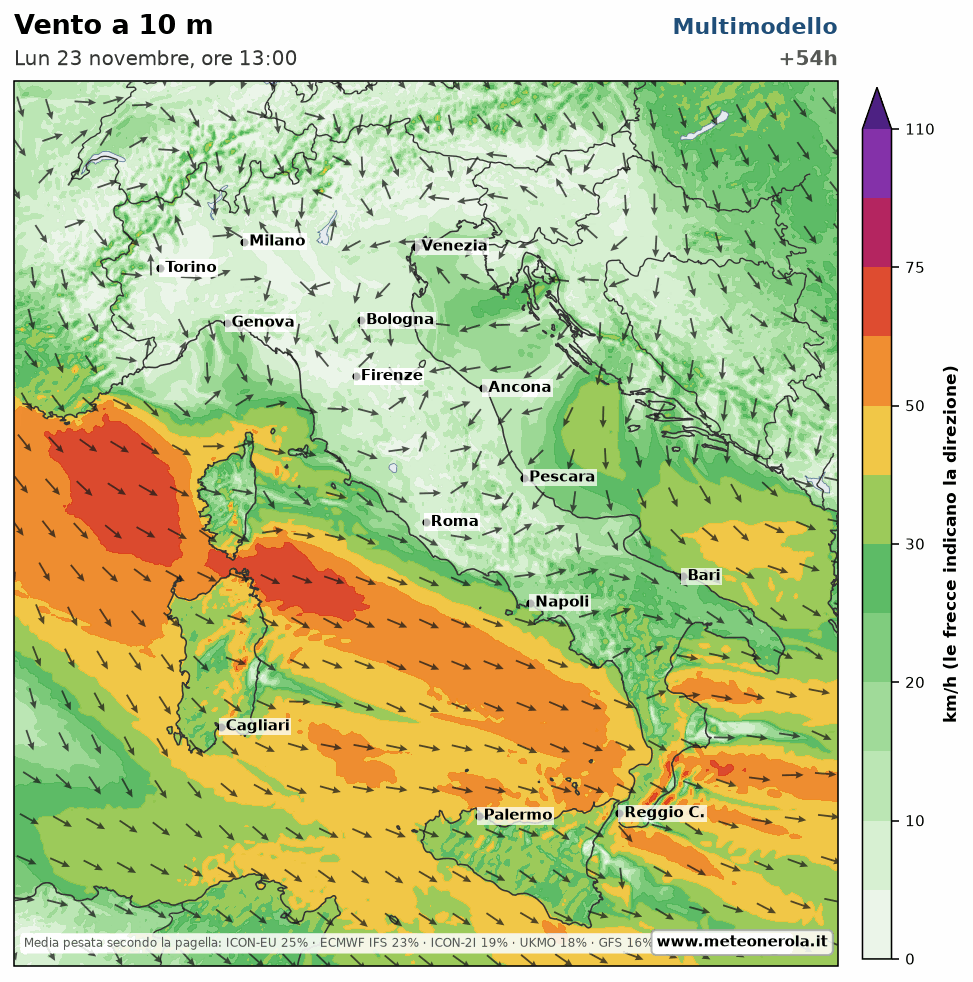 Vento a 10 m
Multimodello
Lun 23 novembre, ore 13:00
+54h
110
75
50
30
20
10
0
km/h (le frecce indicano la direzione)
Milano
Venezia
Torino
Genova
Bologna
Firenze
Ancona
Pescara
Roma
Bari
Napoli
Cagliari
Palermo
Reggio C.
Media pesata secondo la pagella: ICON-EU 25% · ECMWF IFS 23% · ICON-2I 19% · UKMO 18% · GFS 16%
www.meteonerola.it